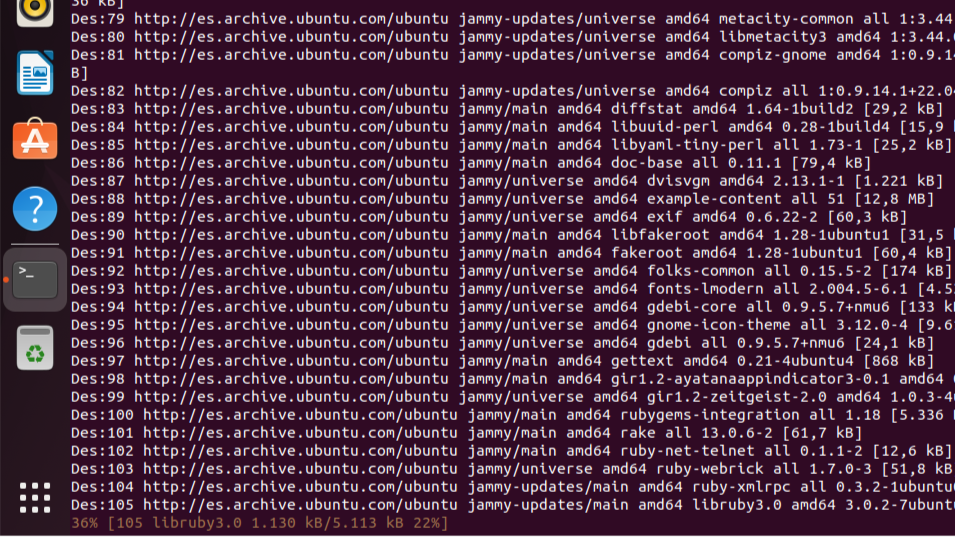 36 kB]
Des:79 http://es.archive.ubuntu.com/ubuntu jammy-updates/universe amd64 metacity-common all 1:3.44
Des:80 http://es.archive.ubuntu.com/ubuntu jammy-updates/universe amd64 libmetacity3 amd64 1:3.44.
Des:81 http://es.archive.ubuntu.com/ubuntu jammy-updates/universe amd64 compiz-gnome amd64 1:0.9.1
B]
Des:82 http://es.archive.ubuntu.com/ubuntu jammy-updates/universe amd64 compiz all 1:0.9.14.1+22.0
Des:83 http://es.archive.ubuntu.com/ubuntu jammy/main amd64 diffstat amd64 1.64-1build2 [29,2 kB]
Des:84 http://es.archive.ubuntu.com/ubuntu jammy/main amd64 libuuid-perl amd64 0.28-1build4 [15,9
Des:85 http://es.archive.ubuntu.com/ubuntu jammy/main amd64 libyaml-tiny-perl all 1.73-1 [25,2 kB]
Des:86 http://es.archive.ubuntu.com/ubuntu jammy/main amd64 doc-base all 0.11.1 [79,4 kB]
Des:87 http://es.archive.ubuntu.com/ubuntu jammy/universe amd64 dvisvgm amd64 2.13.1-1 [1.221 kB]
Des:88 http://es.archive.ubuntu.com/ubuntu jammy/universe amd64 example-content all 51 [12,8 MB]
Des:89 http://es.archive.ubuntu.com/ubuntu jammy/universe amd64 exif amd64 0.6.22-2 [60,3 kB]
Des:90 http://es.archive.ubuntu.com/ubuntu jammy/main amd64 libfakeroot amd64 1.28-1ubuntu1 [31,5
Des:91 http://es.archive.ubuntu.com/ubuntu jammy/main amd64 fakeroot amd64 1.28-1ubuntu1 [60,4 kB]
Des:92 http://es.archive.ubuntu.com/ubuntu jammy/universe amd64 folks-common all 0.15.5-2 [174 kB]
Des:93 http://es.archive.ubuntu.com/ubuntu jammy/universe amd64 fonts-lmodern all 2.004.5-6.1 [4.5
Des:94 http://es.archive.ubuntu.com/ubuntu jammy/universe amd64 gdebi-core all 0.9.5.7+nmu6 [133 k
Des:95 http://es.archive.ubuntu.com/ubuntu jammy/universe amd64 gnome-icon-theme all 3.12.0-4 [9.6
Des:96 http://es.archive.ubuntu.com/ubuntu jammy/universe amd64 gdebi all 0.9.5.7+nmu6 [24,1 kB]
Des:97 http://es.archive.ubuntu.com/ubuntu jammy/main amd64 gettext amd64 0.21-4ubuntu4 [868 kB]
Des:98 http://es.archive.ubuntu.com/ubuntu jammy/main amd64 gir1.2-ayatanaappindicator3-0.1 amd64
Des:99 http://es.archive.ubuntu.com/ubuntu jammy/universe amd64 gir1.2-zeitgeist-2.0 amd64 1.0.3-4
Des:100 http://es.archive.ubuntu.com/ubuntu jammy/main amd64 rubygems-integration all 1.18 [5.336
Des:101 http://es.archive.ubuntu.com/ubuntu jammy/main amd64 rake all 13.0.6-2 [61,7 kB]
Des:102 http://es.archive.ubuntu.com/ubuntu jammy/main amd64 ruby-net-telnet all 0.1.1-2 [12,6 kB]
Des:103 http://es.archive.ubuntu.com/ubuntu jammy/universe amd64 ruby-webrick all 1.7.0-3 [51,8 kB
Des:104 http://es.archive.ubuntu.com/ubuntu jammy-updates/main amd64 ruby-xmlrpc all 0.3.2-1ubuntu
Des:105 http://es.archive.ubuntu.com/ubuntu jammy-updates/main amd64 libruby3.0 amd64 3.0.2-7ubunt
36% [105 libruby3.0 1.130 kB/5.113 kB 22%]